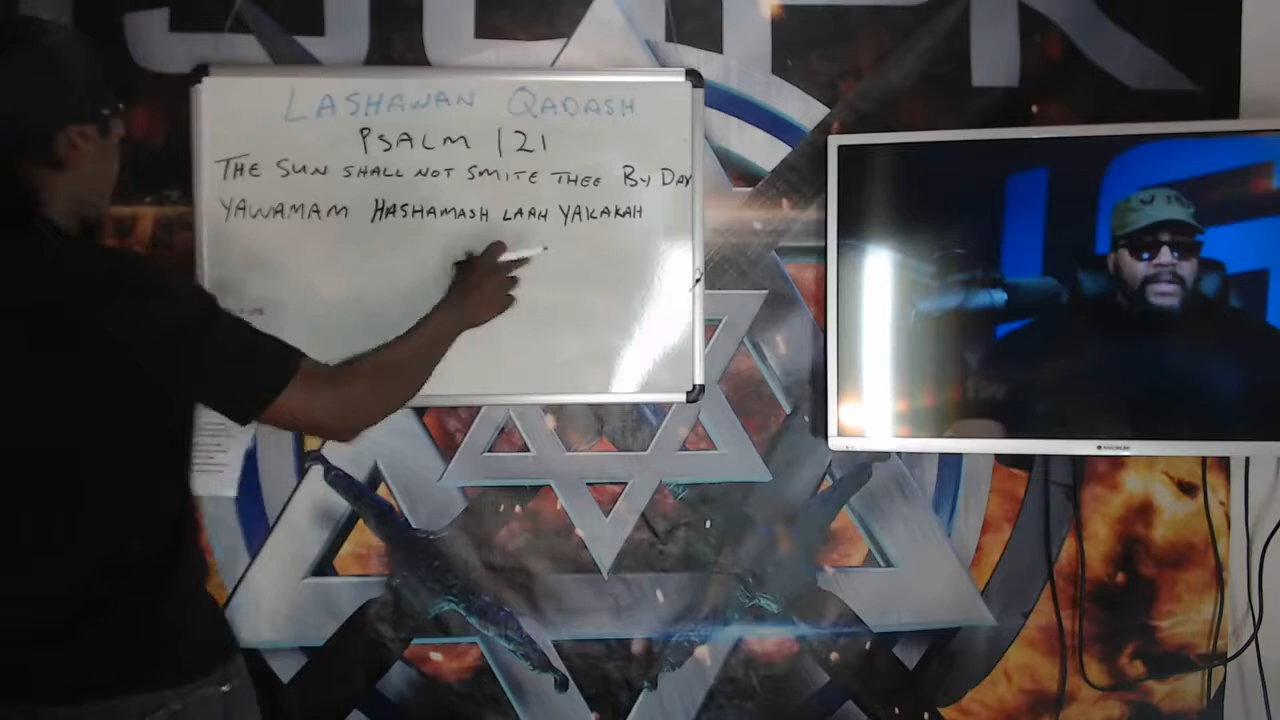 LASHAWAN QADASH
PSALM 121
THE SUN SHALL NOT SMITE THEE BY DAY
YAWAMAM HASHAMASH LAAH YAKAKAH